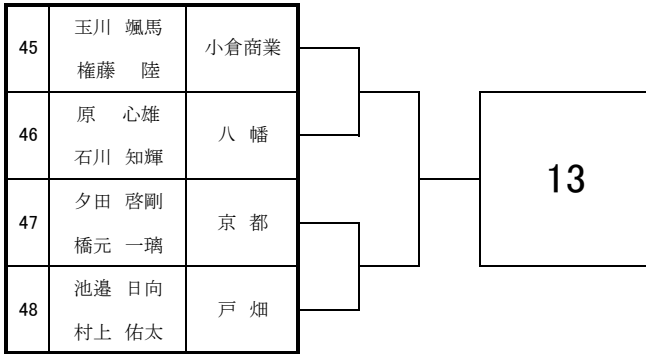 45 玉川 颯馬 小倉商業
権藤 陸
46 原 心雄 八 幡
石川 知輝
47 夕田 啓剛 京 都
橋元 一璃
48 池邉 日向 戸 畑
村上 佑太
13